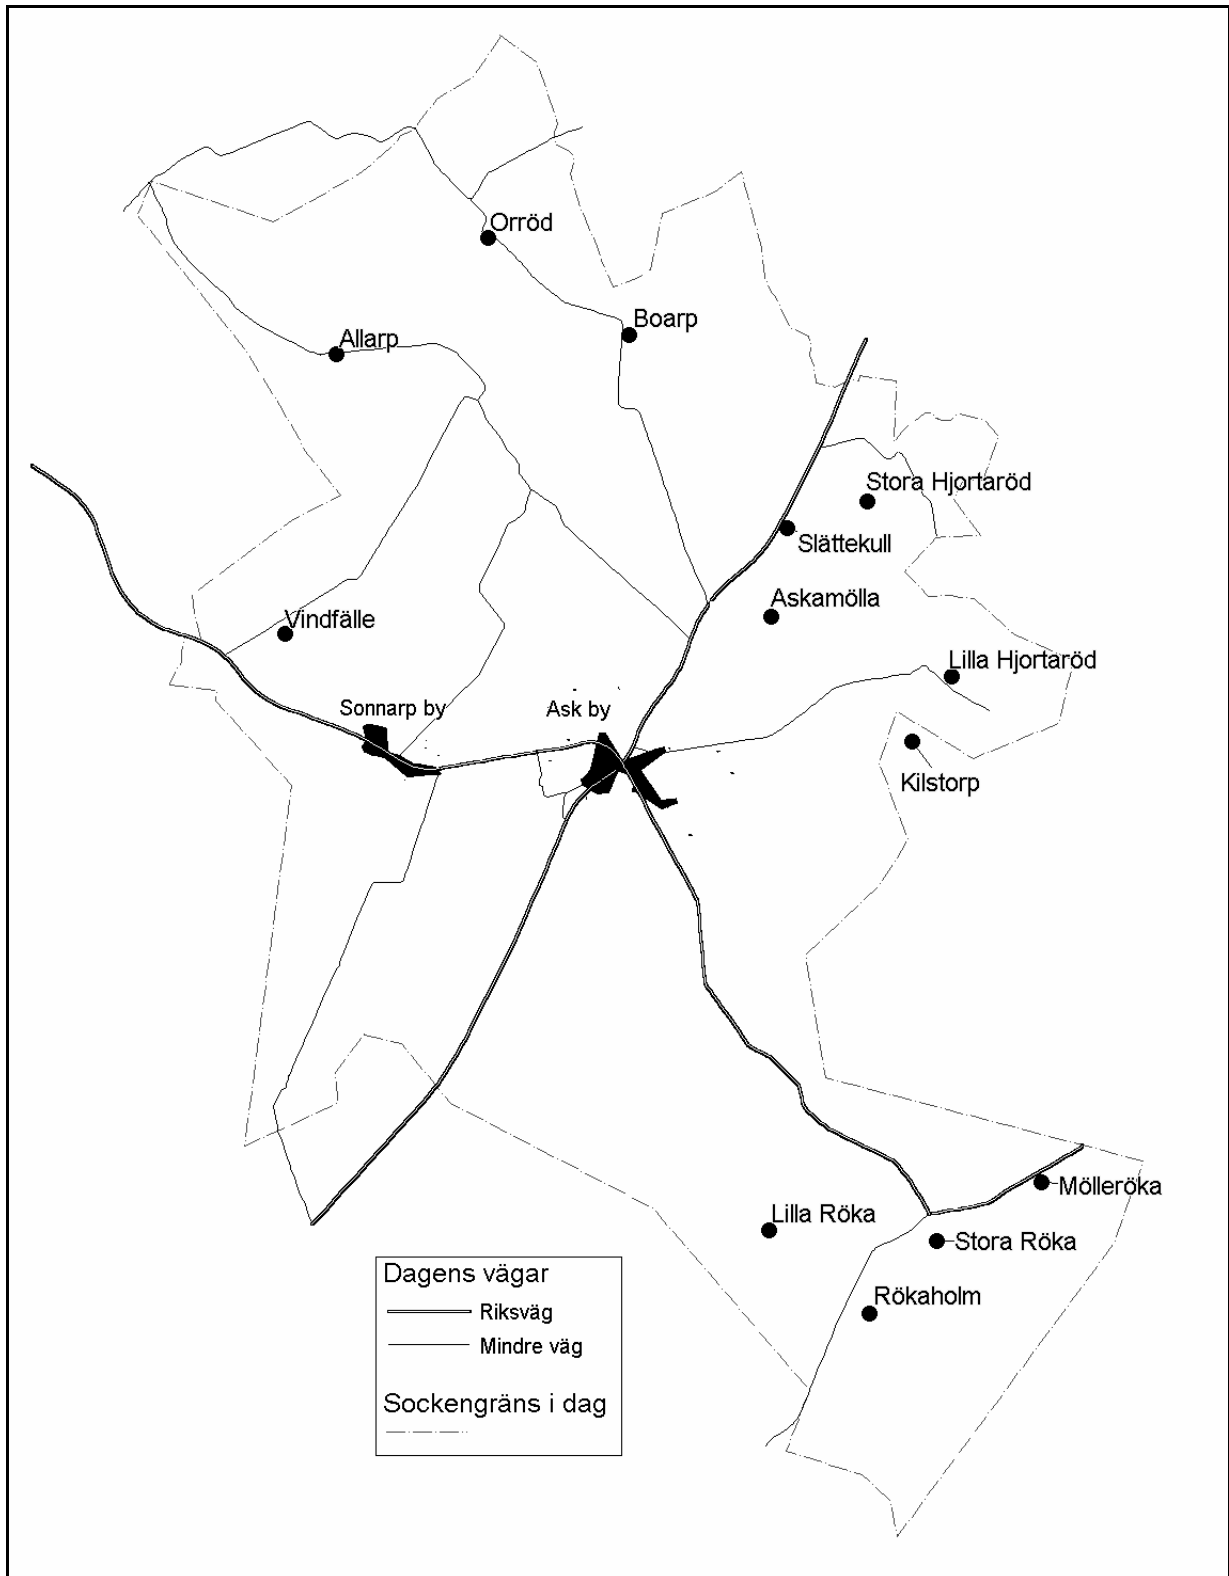 Orröd
Boarp
Allarp
Stora Hjortaröd
Slättekull
Askamölla
Vindfälle
Lilla Hjortaröd
Sonnarp by
Ask by
Kilstorp
Mölleröka
Lilla Röka
Stora Röka
Rökaholm
Dagens vägar
Riksväg
Mindre väg
Sockengräns i dag